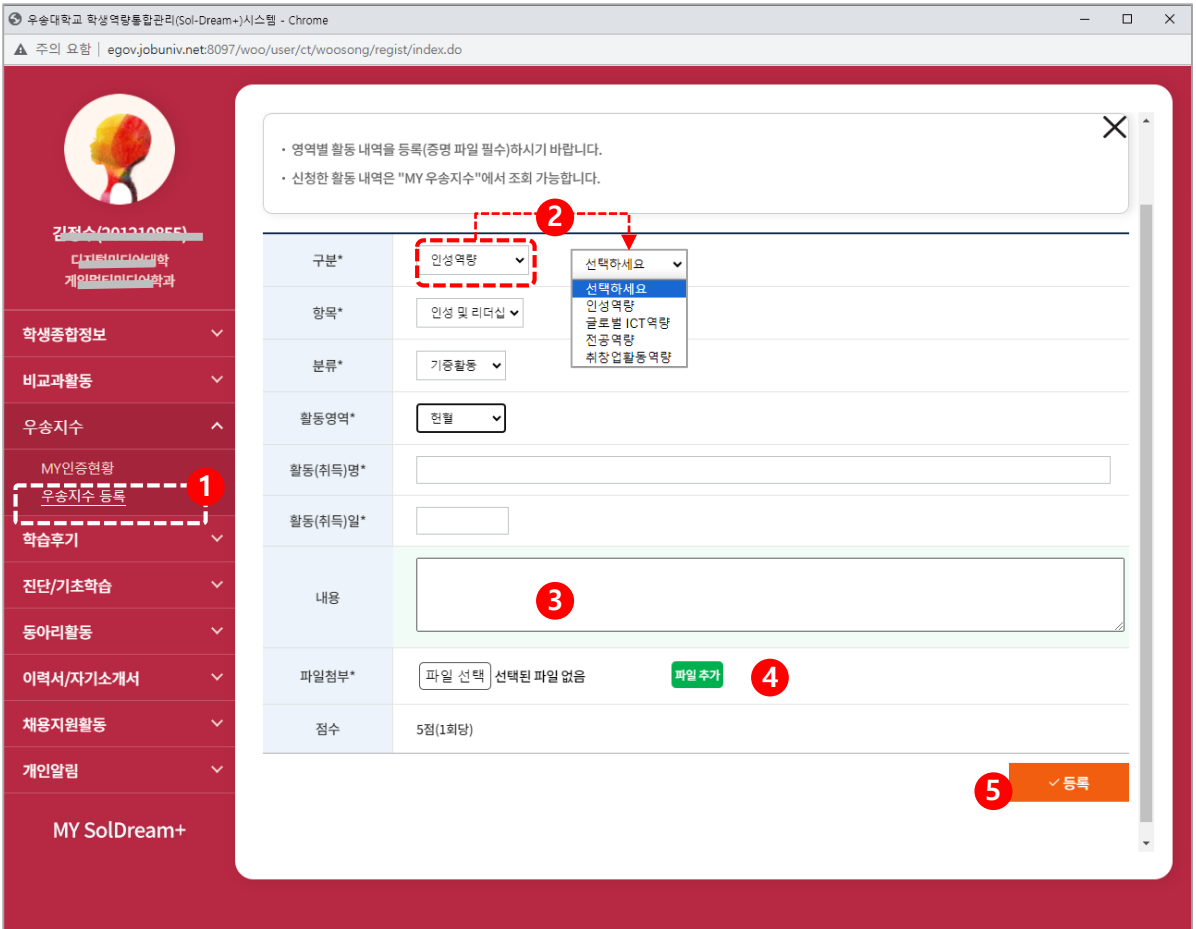 우송대학교 학생역량통합관리(Sol-Dream+)시스템 - Chrome
주의 요함 | egov.jobuniv.net:8097/woo/user/ct/woosong/regist/index.do
학생종합정보
비교과활동
우송지수
MY인증현황
우송지수 등록
1
학습후기
진단/기초학습
동아리활동
이력서/자기소개서
채용지원활동
개인알림
MY SolDream+
· 영역별 활동 내역을 등록(증명 파일 필수)하시기 바랍니다.
· 신청한 활동 내역은 "MY 우송지수"에서 조회 가능합니다.
2
구분*
인성역량
선택하세요
선택하세요
인성역량
글로벌 ICT역량
전공역량
취창업활동역량
항목*
인성 및 리더십
분류*
기증활동
활동영역*
헌혈
활동(취득)명*
활동(취득)일*
내용
3
파일첨부*
파일 선택 선택된 파일 없음
파일 추가
4
점수
5점(1회당)
5
등록